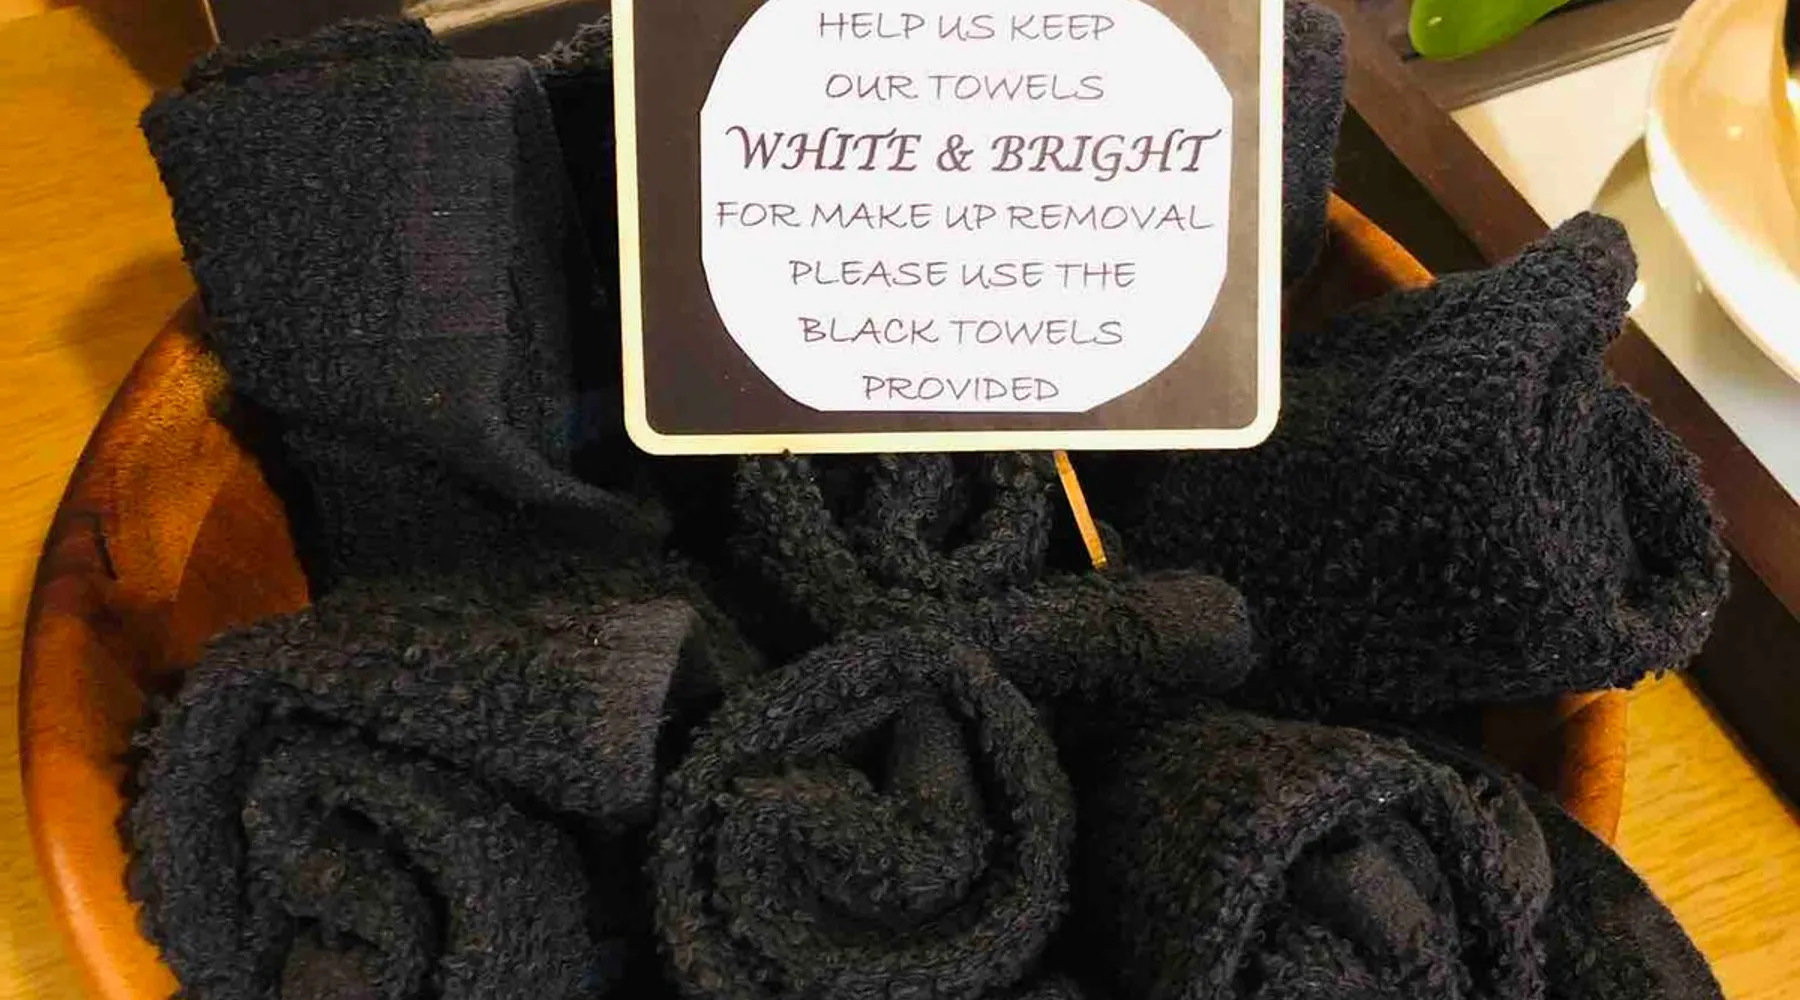 HELP US KEEP
OUR TOWELS
WHITE & BRIGHT
FOR MAKE UP REMOVAL
PLEASE USE THE
BLACK TOWELS
PROVIDED